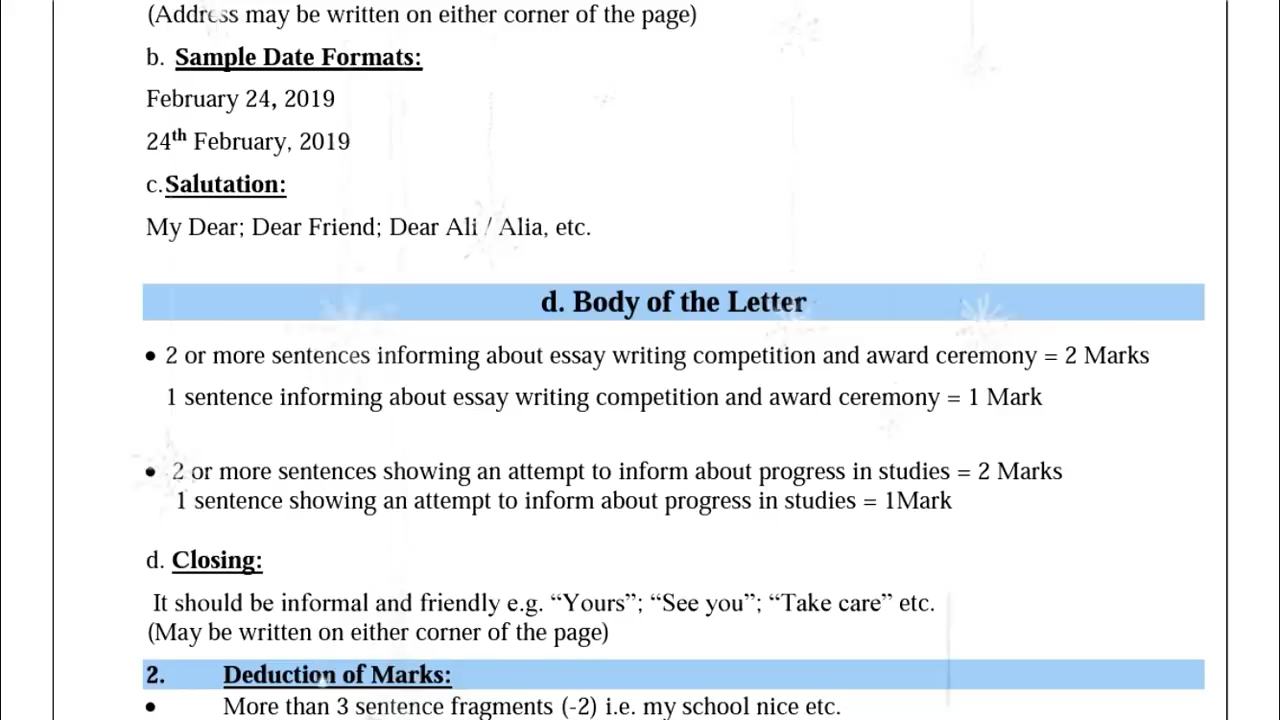 (Address may be written on either corner of the page)
b. Sample Date Formats:
February 24, 2019
24th February, 2019
c.Salutation:
My Dear; Dear Friend; Dear Ali / Alia, etc.
d. Body of the Letter
• 2 or more sentences informing about essay writing competition and award ceremony = 2 Marks
1 sentence informing about essay writing competition and award ceremony = 1 Mark
• 2 or more sentences showing an attempt to inform about progress in studies = 2 Marks
1 sentence showing an attempt to inform about progress in studies = 1Mark
d. Closing:
It should be informal and friendly e.g. “Yours”; “See you”; “Take care” etc.
(May be written on either corner of the page)
2. Deduction of Marks:
• More than 3 sentence fragments (-2) i.e. my school nice etc.